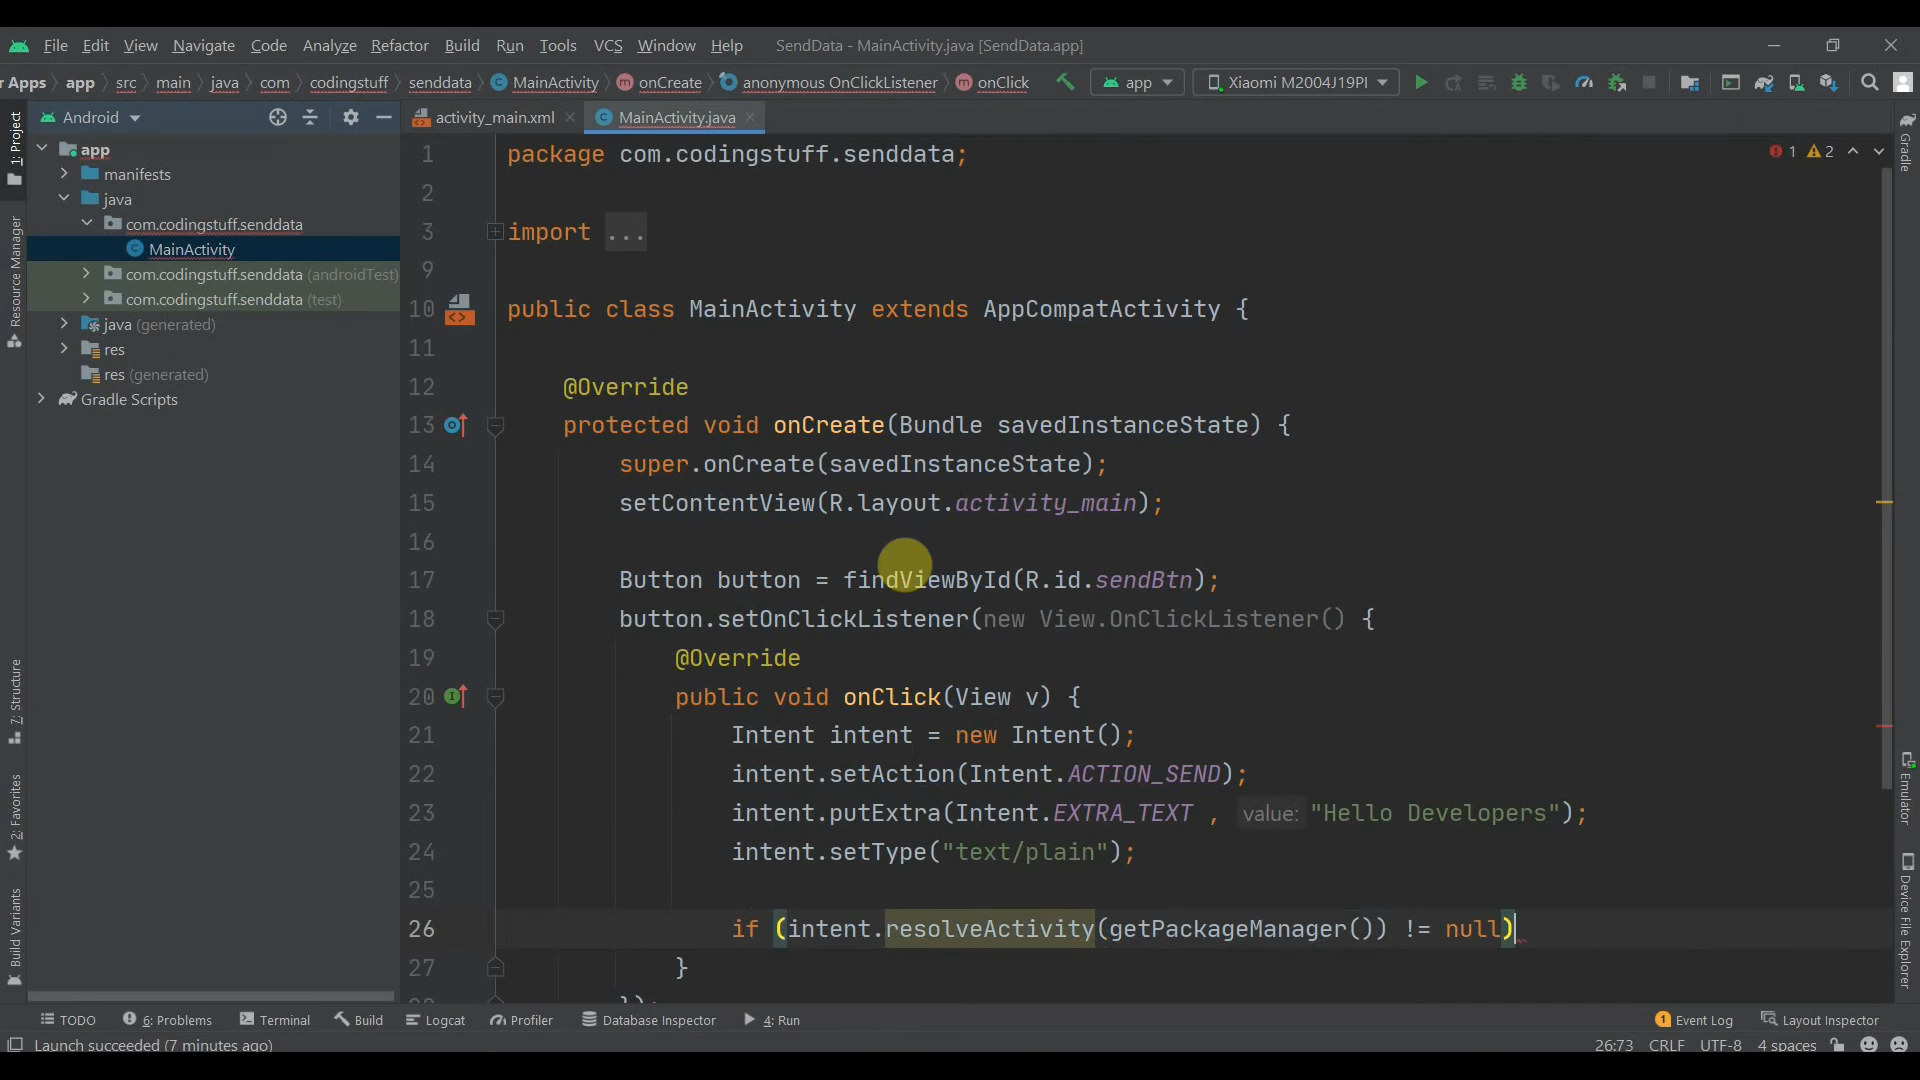 File Edit View Navigate Code Analyze Refactor Build Run Tools VCS Window Help SendData - MainActivity.java [SendData.app]
r Apps app src main java com codingstuff senddata MainActivity onCreate anonymous OnClickListener onClick app Xiaomi M2004J19PI
1: Project
Resource Manager
7: Structure
2: Favorites
Build Variants
Android
app
manifests
java
com.codingstuff.senddata
MainActivity
com.codingstuff.senddata (androidTest)
com.codingstuff.senddata (test)
java (generated)
res
res (generated)
Gradle Scripts
activity_main.xml MainActivity.java
1 2
1 package com.codingstuff.senddata;
2
3 import ...
9
10 public class MainActivity extends AppCompatActivity {
11
12 @Override
13 protected void onCreate(Bundle savedInstanceState) {
14 super.onCreate(savedInstanceState);
15 setContentView(R.layout.activity_main);
16
17 Button button = findViewById(R.id.sendBtn);
18 button.setOnClickListener(new View.OnClickListener() {
19 @Override
20 public void onClick(View v) {
21 Intent intent = new Intent();
22 intent.setAction(Intent.ACTION_SEND);
23 intent.putExtra(Intent.EXTRA_TEXT , value: "Hello Developers");
24 intent.setType("text/plain");
25
26 if (intent.resolveActivity(getPackageManager()) != null)
27 }
Gradle
Emulator
Device File Explorer
TODO 6: Problems Terminal Build Logcat Profiler Database Inspector 4: Run 1 Event Log Layout Inspector
Launch succeeded (7 minutes ago) 26:73 CRLF UTF-8 4 spaces